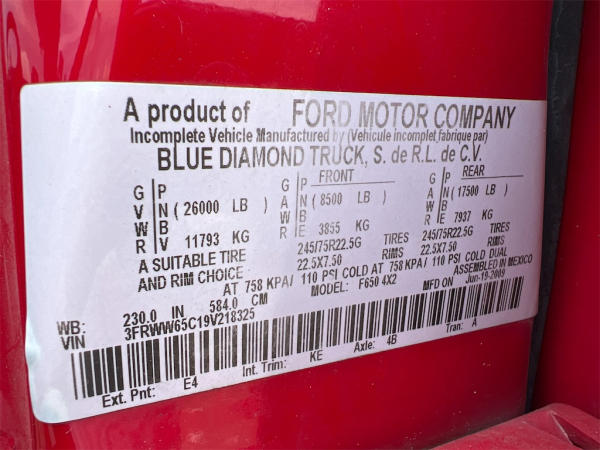 A product of FORD MOTOR COMPANY
Incomplete Vehicle Manufactured by (Vehicule incomplet fabrique par)
BLUE DIAMOND TRUCK, S. de R.L. de C.V.
FRONT REAR
G P G P G P
V N ( 26000 LB ) A N ( 8500 LB ) A N ( 17500 LB )
W B W B W B
R V 11793 KG R E 3855 KG R E 7937 KG
A SUITABLE TIRE 245/75R22.5G TIRES 245/75R22.5G TIRES
AND RIM CHOICE 22.5X7.50 RIMS 22.5X7.50 RIMS
AT 758 KPA/ 110 PSI COLD AT 758 KPA/ 110 PSI COLD DUAL
MODEL: F650 4X2 ASSEMBLED IN MEXICO
WB: 230.0 IN 584.0 CM MFD ON Jun-19-2009
VIN 3FRWW65C19V218325
Ext. Pnt: E4 Int. Trim: KE Axle: 4B Tran: A